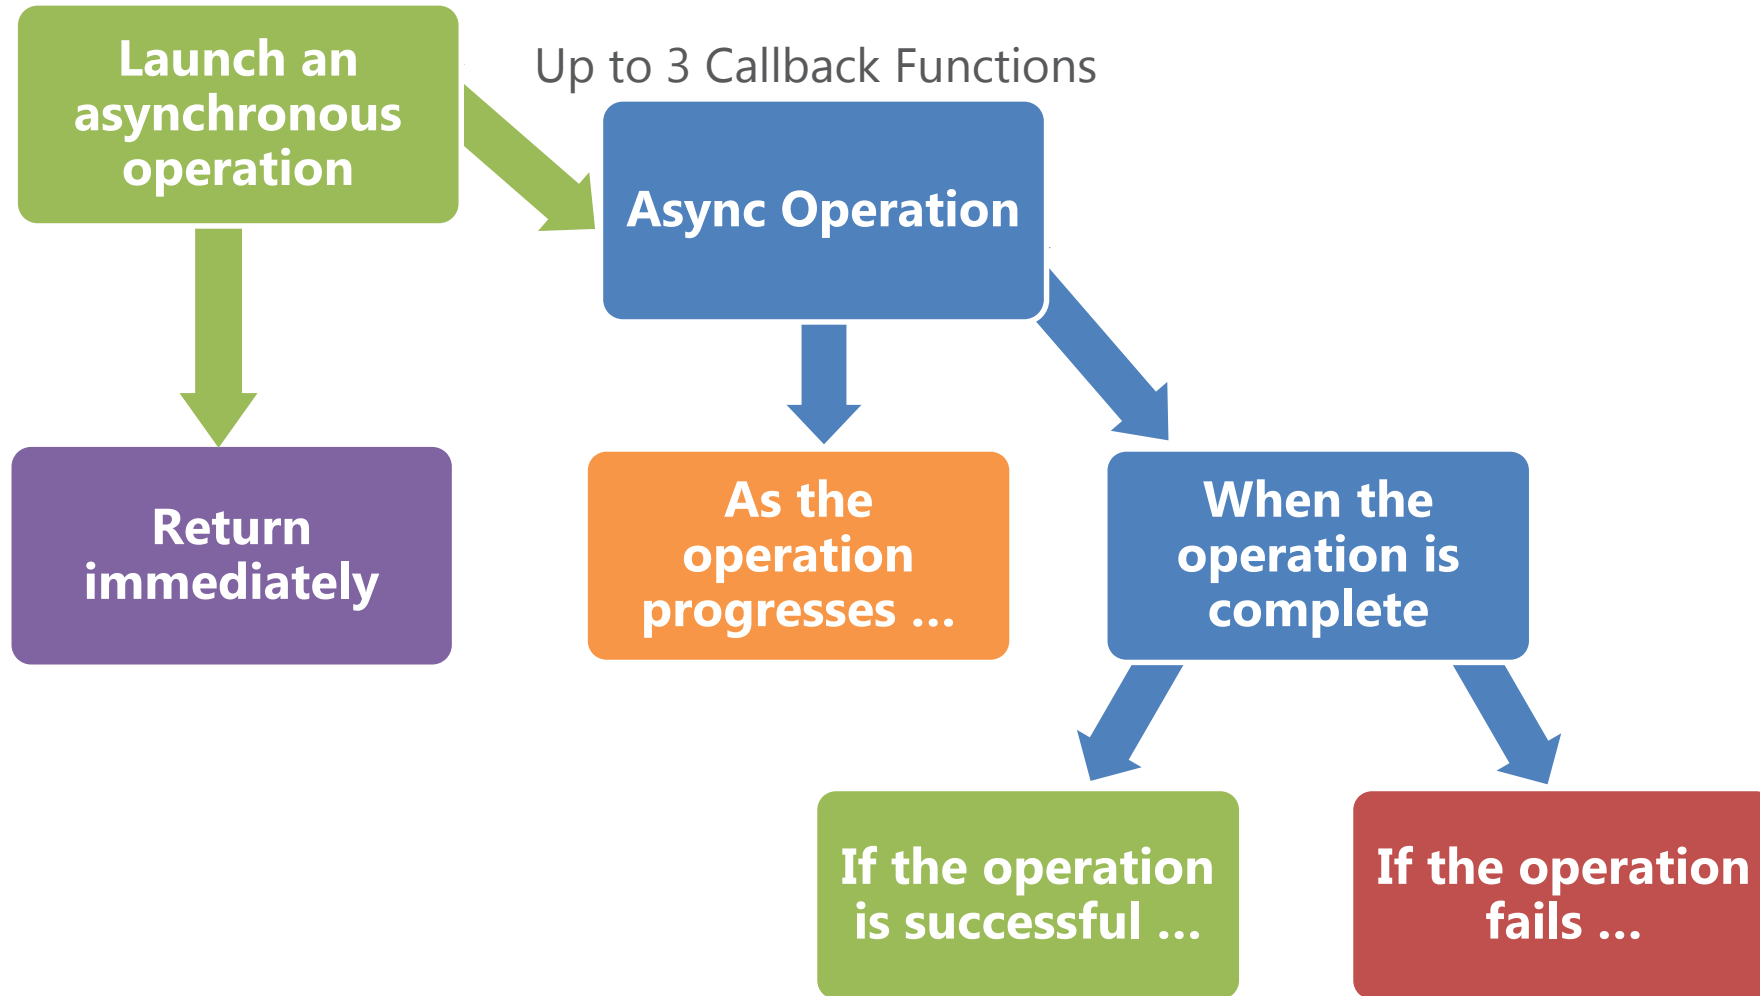 Launch an
asynchronous
operation
Up to 3 Callback Functions
Async Operation
Return
immediately
As the
operation
progresses …
When the
operation is
complete
If the operation
is successful …
If the operation
fails …